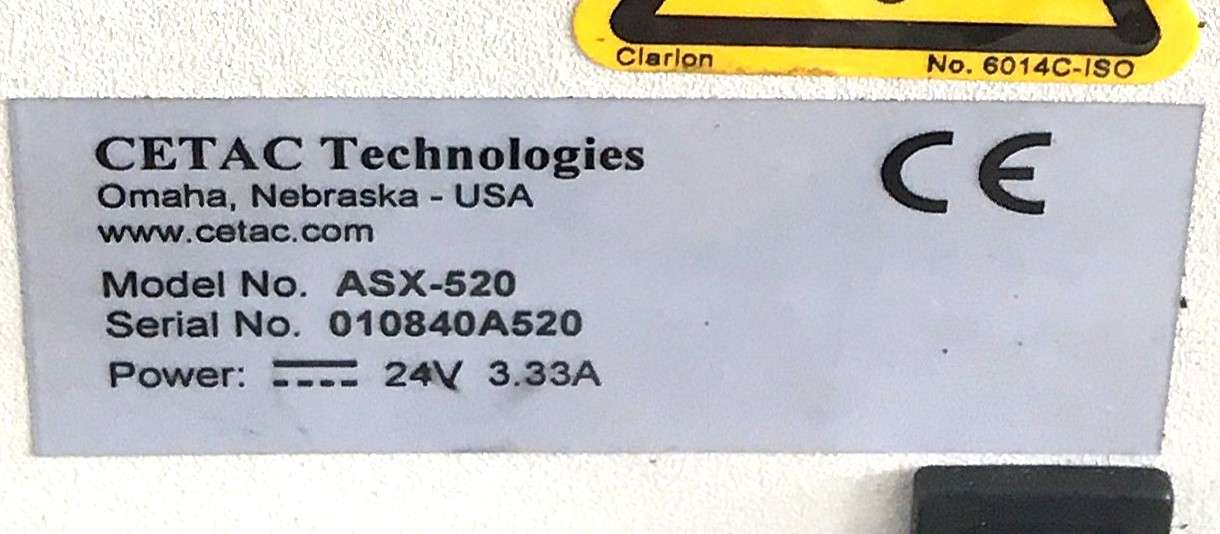 Clarion No. 6014C-ISO
CETAC Technologies
Omaha, Nebraska - USA
www.cetac.com
Model No. ASX-520
Serial No. 010840A520
Power: 24V 3.33A
CE